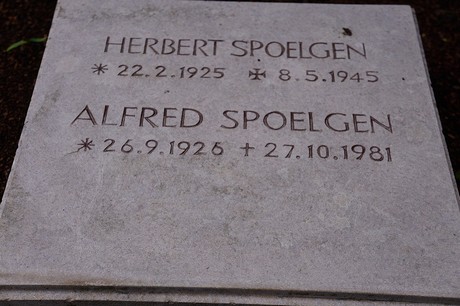 HERBERT SPOELGEN
* 22.2.1925 ✠ 8.5.1945
ALFRED SPOELGEN
* 26.9.1926 † 27.10.1981